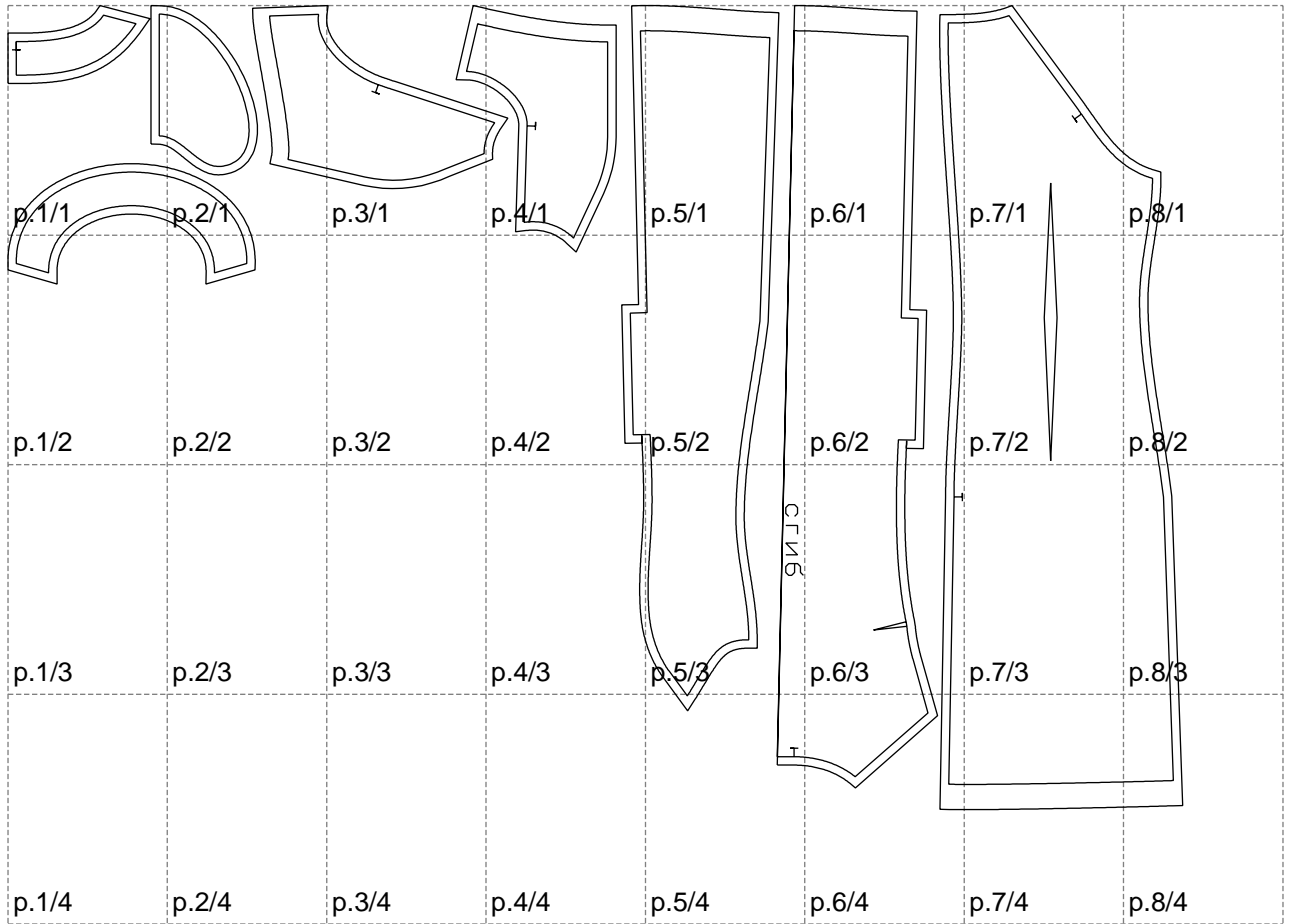 p.1/1 p.2/1 p.3/1 p.4/1 p.5/1 p.6/1 p.7/1 p.8/1
p.1/2 p.2/2 p.3/2 p.4/2 p.5/2 p.6/2 p.7/2 p.8/2
СГИБ
p.1/3 p.2/3 p.3/3 p.4/3 p.5/3 p.6/3 p.7/3 p.8/3
p.1/4 p.2/4 p.3/4 p.4/4 p.5/4 p.6/4 p.7/4 p.8/4